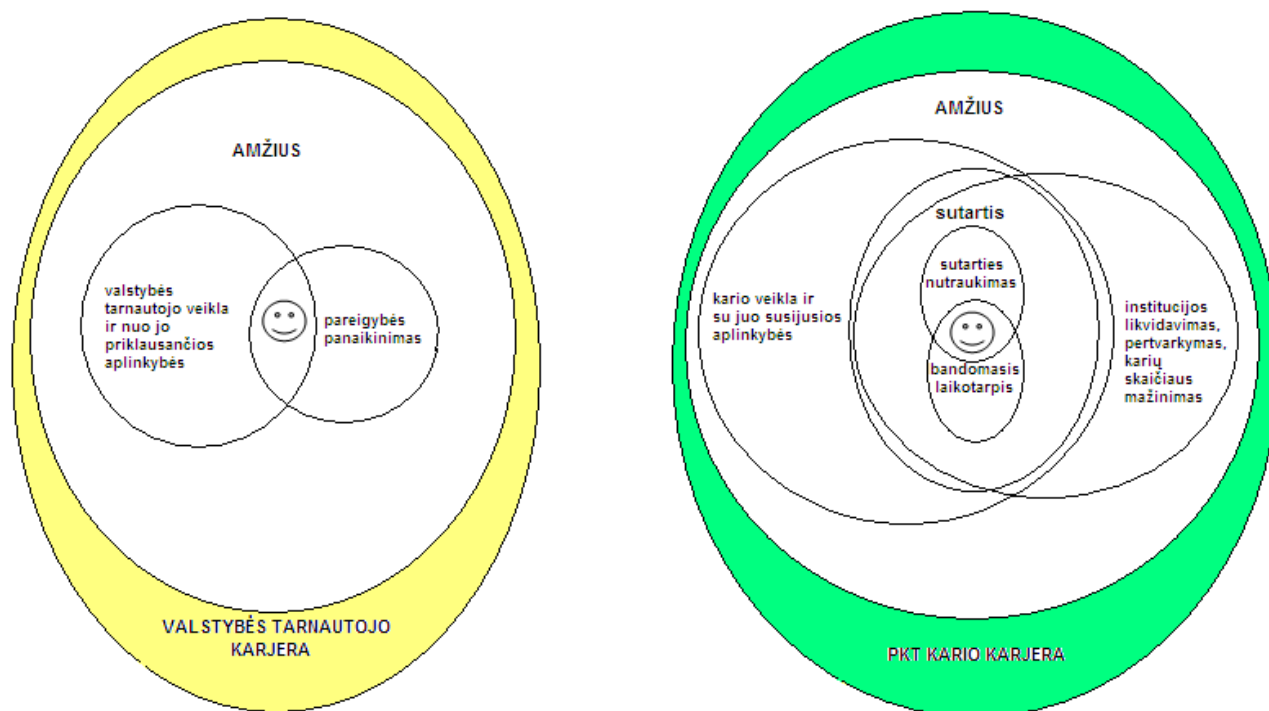 AMŽIUS
valstybės
tarnautojo veikla
ir nuo jo
priklausančios
aplinkybės
pareigybės
panaikinimas
VALSTYBĖS TARNAUTOJO
KARJERA
AMŽIUS
sutartis
sutarties
nutraukimas
kario veikla ir
su juo susijusios
aplinkybės
bandomasis
laikotarpis
institucijos
likvidavimas,
pertvarkymas,
karių
skaičiaus
mažinimas
PKT KARIO KARJERA